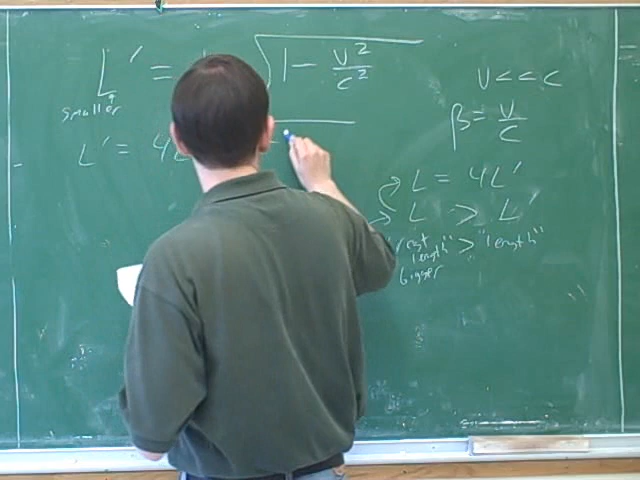 L' = √1 - v²/c²
smaller
L' = 4L
v << c
β = v/c
L = 4L'
L > L'
"rest length" > "length"
bigger